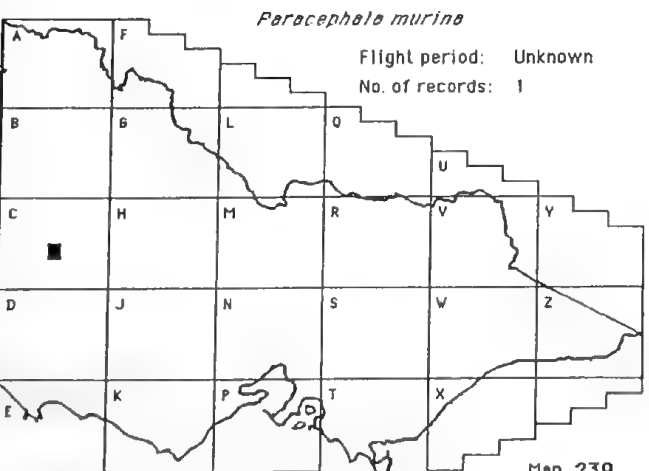 Paracephala murina
Flight period: Unknown
No. of records: 1
A F
B G L Q
U
C H M R V Y
D J N S W Z
E K P T X
Map 239